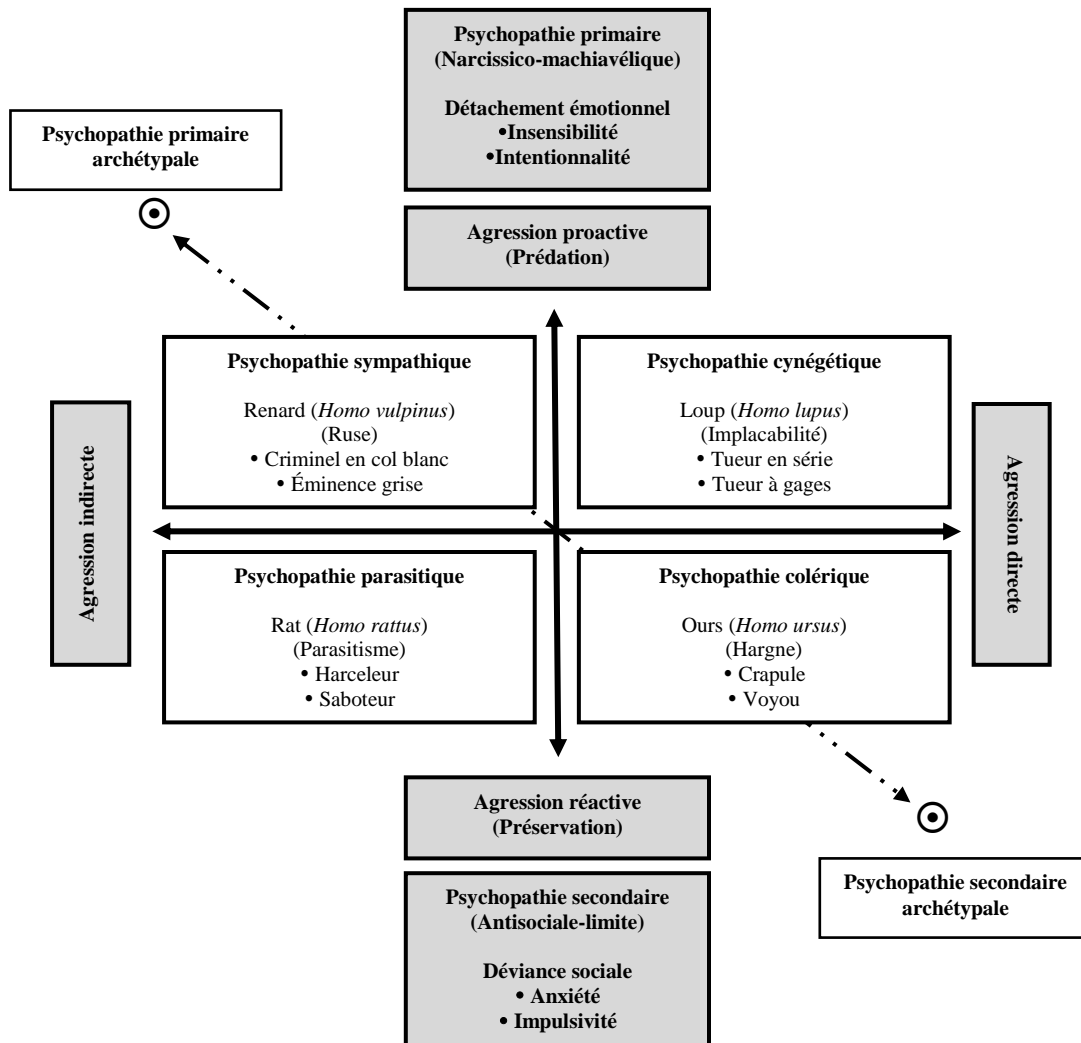 Psychopathie primaire
(Narcissico-machiavélique)
Détachement émotionnel
•Insensibilité
•Intentionnalité
Psychopathie primaire
archétypale
Agression proactive
(Prédation)
Psychopathie sympathique
Renard (Homo vulpinus)
(Ruse)
• Criminel en col blanc
• Éminence grise
Psychopathie cynégétique
Loup (Homo lupus)
(Implacabilité)
• Tueur en série
• Tueur à gages
Agression indirecte
Agression directe
Psychopathie parasitique
Rat (Homo rattus)
(Parasitisme)
• Harceleur
• Saboteur
Psychopathie colérique
Ours (Homo ursus)
(Hargne)
• Crapule
• Voyou
Agression réactive
(Préservation)
Psychopathie secondaire
(Antisociale-limite)
Déviance sociale
• Anxiété
• Impulsivité
Psychopathie secondaire
archétypale